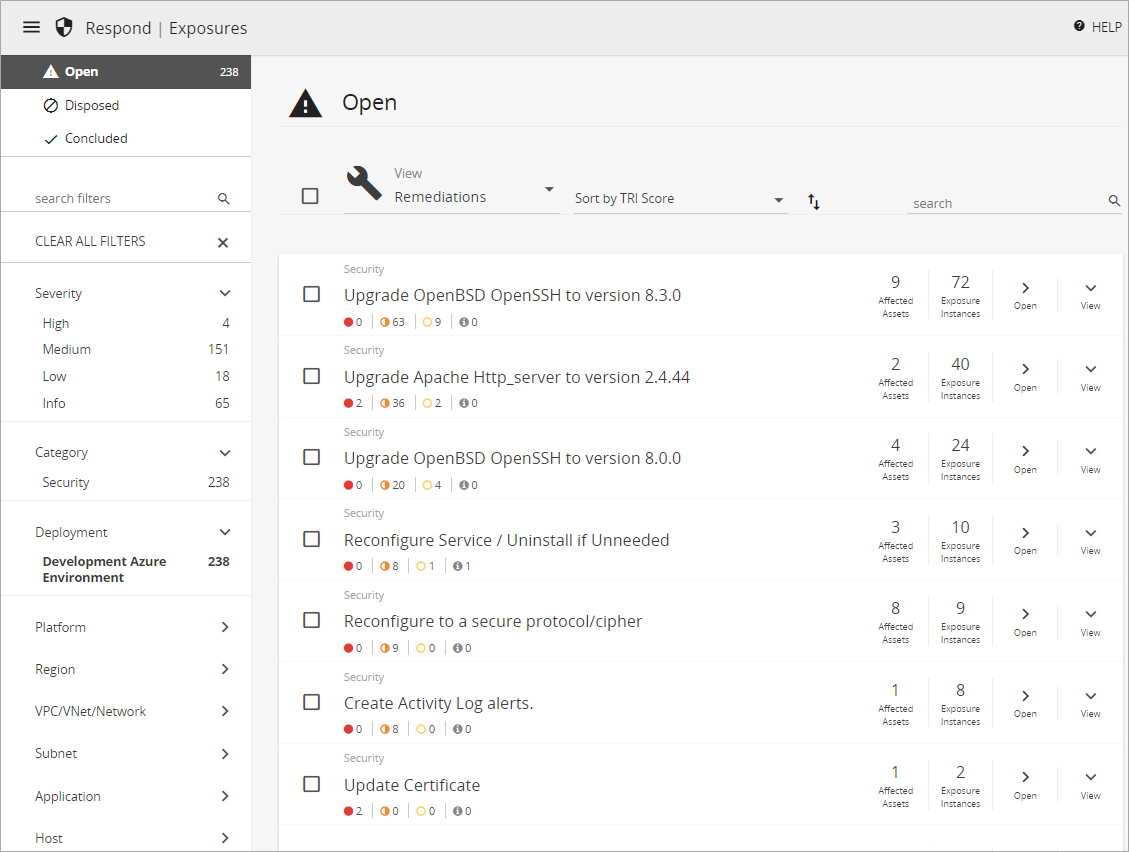 Respond | Exposures
HELP
Open 238
Disposed
Concluded
search filters
CLEAR ALL FILTERS
Severity
High 4
Medium 151
Low 18
Info 65
Category
Security 238
Deployment
Development Azure Environment 238
Platform
Region
VPC/VNet/Network
Subnet
Application
Host
Open
View
Remediations
Sort by TRI Score
search
Security
Upgrade OpenBSD OpenSSH to version 8.3.0
0 63 9 0
9 Affected Assets
72 Exposure Instances
Open
View
Security
Upgrade Apache Http_server to version 2.4.44
2 36 2 0
2 Affected Assets
40 Exposure Instances
Open
View
Security
Upgrade OpenBSD OpenSSH to version 8.0.0
0 20 4 0
4 Affected Assets
24 Exposure Instances
Open
View
Security
Reconfigure Service / Uninstall if Unneeded
0 8 1 1
3 Affected Assets
10 Exposure Instances
Open
View
Security
Reconfigure to a secure protocol/cipher
0 9 0 0
8 Affected Assets
9 Exposure Instances
Open
View
Security
Create Activity Log alerts.
0 8 0 0
1 Affected Assets
8 Exposure Instances
Open
View
Security
Update Certificate
2 0 0 0
1 Affected Assets
2 Exposure Instances
Open
View